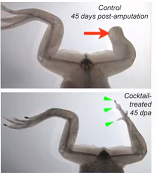 Control
45 days post-amputation
Cocktail-
treated
45 dpa